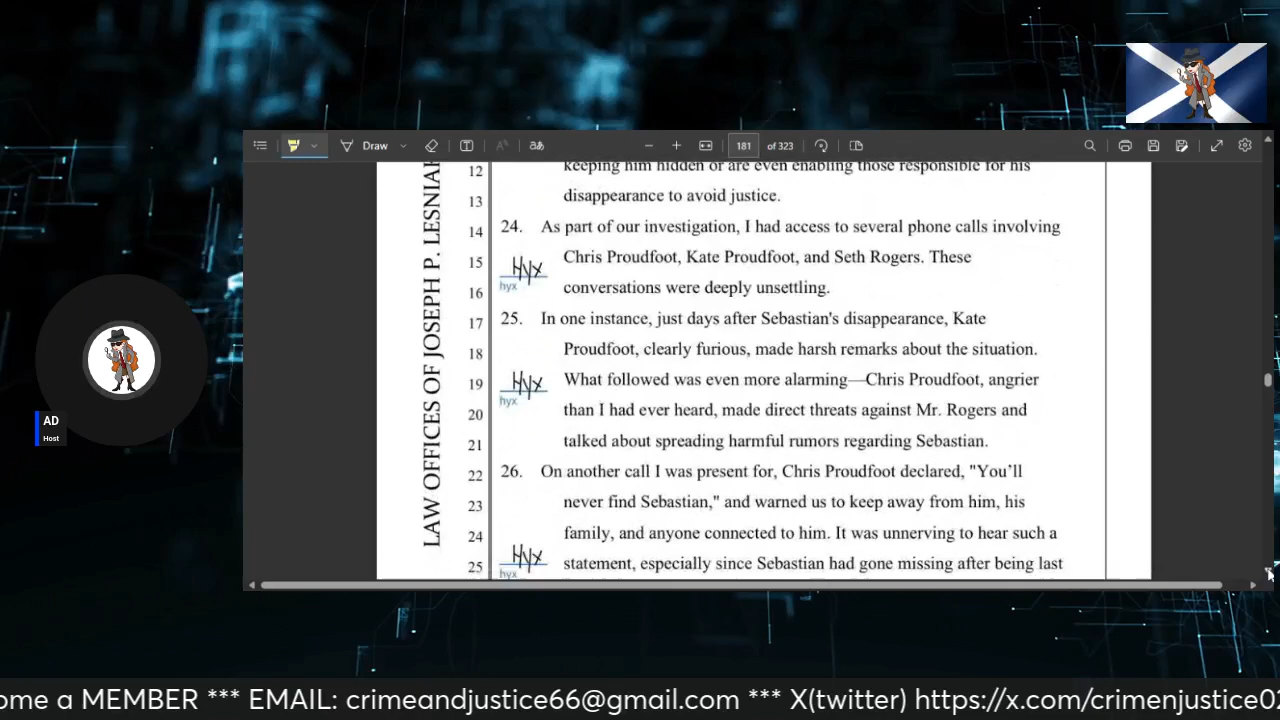 Draw
181 of 323
LAW OFFICES OF JOSEPH P. LESNIAK
12 keeping him hidden or are even enabling those responsible for his
13 disappearance to avoid justice.
14 24. As part of our investigation, I had access to several phone calls involving
15 Chris Proudfoot, Kate Proudfoot, and Seth Rogers. These
hyx
16 conversations were deeply unsettling.
hyx
17 25. In one instance, just days after Sebastian's disappearance, Kate
18 Proudfoot, clearly furious, made harsh remarks about the situation.
19 What followed was even more alarming—Chris Proudfoot, angrier
hyx
20 than I had ever heard, made direct threats against Mr. Rogers and
hyx
21 talked about spreading harmful rumors regarding Sebastian.
22 26. On another call I was present for, Chris Proudfoot declared, "You'll
23 never find Sebastian," and warned us to keep away from him, his
24 family, and anyone connected to him. It was unnerving to hear such a
hyx
25 statement, especially since Sebastian had gone missing after being last
hyx
AD
Host
ome a MEMBER *** EMAIL: crimeandjustice66@gmail.com *** X(twitter) https://x.com/crimenjustice02